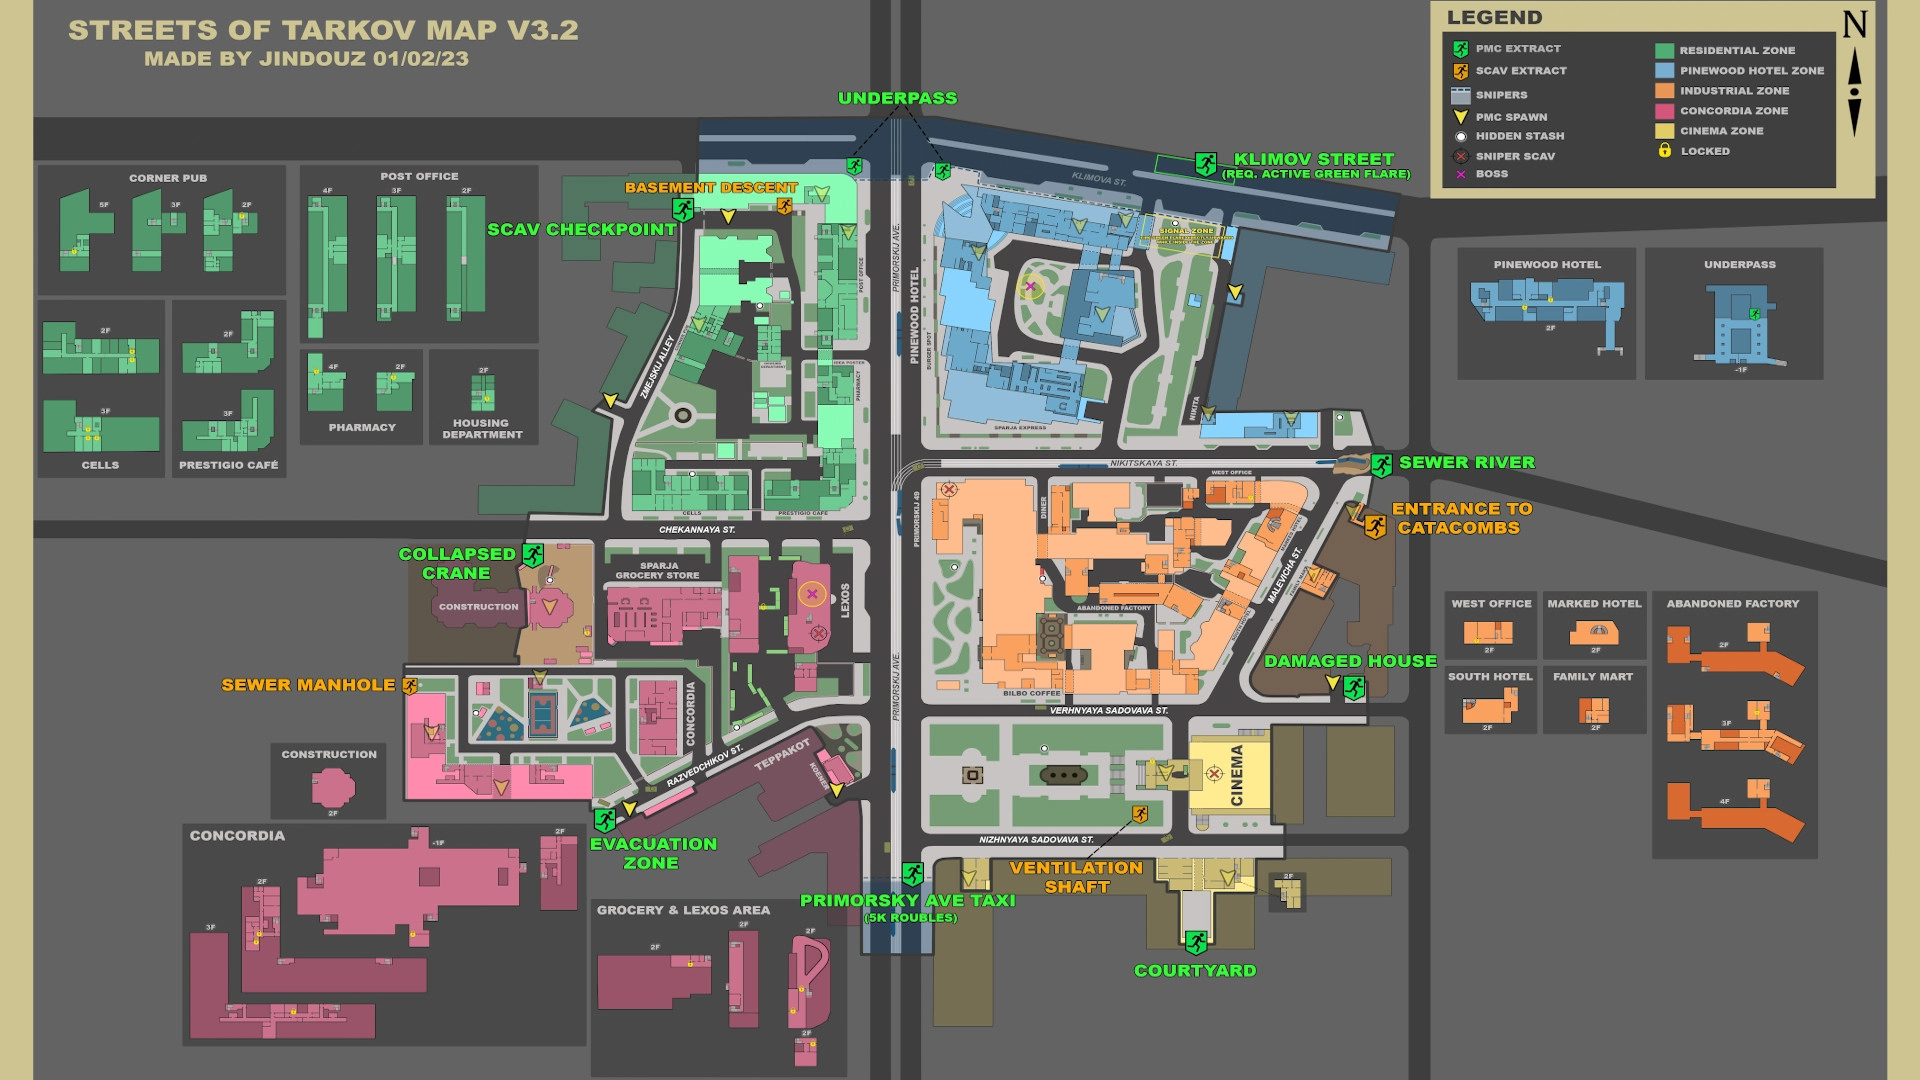 STREETS OF TARKOV MAP V3.2
MADE BY JINDOUZ 01/02/23
LEGEND
PMC EXTRACT
SCAV EXTRACT
SNIPERS
PMC SPAWN
HIDDEN STASH
SNIPER SCAV
BOSS
RESIDENTIAL ZONE
PINEWOOD HOTEL ZONE
INDUSTRIAL ZONE
CONCORDIA ZONE
CINEMA ZONE
LOCKED
N
UNDERPASS
KLIMOV STREET
(REQ. ACTIVE GREEN FLARE)
KLIMOVA ST.
SIGNAL ZONE
BASEMENT DESCENT
SCAV CHECKPOINT
CORNER PUB
5F
3F
2F
POST OFFICE
4F
3F
2F
2F
3F
CELLS
2F
3F
PRESTIGIO CAFÉ
4F
2F
PHARMACY
2F
HOUSING
DEPARTMENT
ZMEJSKIJ ALLEY
POST OFFICE
PHARMACY
PRIMORSKIJ AVE.
PINEWOOD HOTEL
BURGER SPOT
SPARJA EXPRESS
NIKITA
PINEWOOD HOTEL
2F
UNDERPASS
-1F
NIKITSKAYA ST.
SEWER RIVER
WEST OFFICE
ENTRANCE TO
CATACOMBS
CELLS
PRESTIGIO CAFE
CHEKANNAYA ST.
PRIMORSKIJ 49
DINER
MALEVICHA ST.
ABANDONED FACTORY
BILBO COFFEE
COLLAPSED
CRANE
CONSTRUCTION
SPARJA
GROCERY STORE
LEXOS
SEWER MANHOLE
CONCORDIA
PRIMORSKIJ AVE.
DAMAGED HOUSE
VERHNYAYA SADOVAVA ST.
WEST OFFICE
2F
MARKED HOTEL
2F
SOUTH HOTEL
2F
FAMILY MART
2F
ABANDONED FACTORY
2F
3F
4F
RAZVEDCHIKOV ST.
TEPPAKOT
CINEMA
CONSTRUCTION
2F
EVACUATION
ZONE
NIZHNYAYA SADOVAVA ST.
VENTILATION
SHAFT
PRIMORSKY AVE TAXI
(5K ROUBLES)
2F
COURTYARD
CONCORDIA
-1F
2F
2F
3F
GROCERY & LEXOS AREA
2F
2F
2F
2F